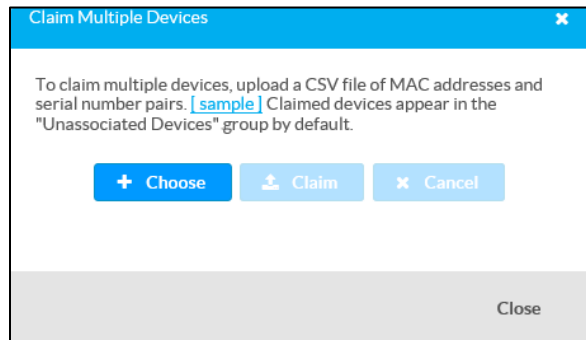 Claim Multiple Devices
To claim multiple devices, upload a CSV file of MAC addresses and
serial number pairs. [ sample ] Claimed devices appear in the
"Unassociated Devices" group by default.
Choose Claim Cancel
Close